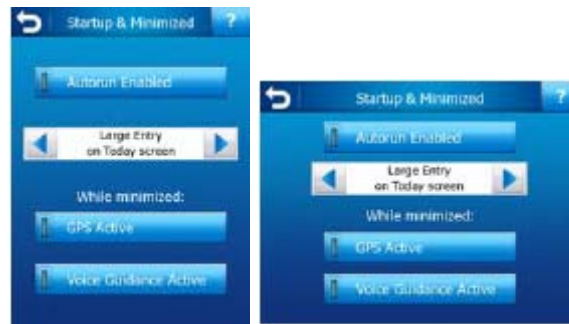 Startup & Minimized ?
Autorun Enabled
Large Entry
on Today screen
While minimized:
GPS Active
Voice Guidance Active
Startup & Minimized ?
Autorun Enabled
Large Entry
on Today screen
While minimized:
GPS Active
Voice Guidance Active